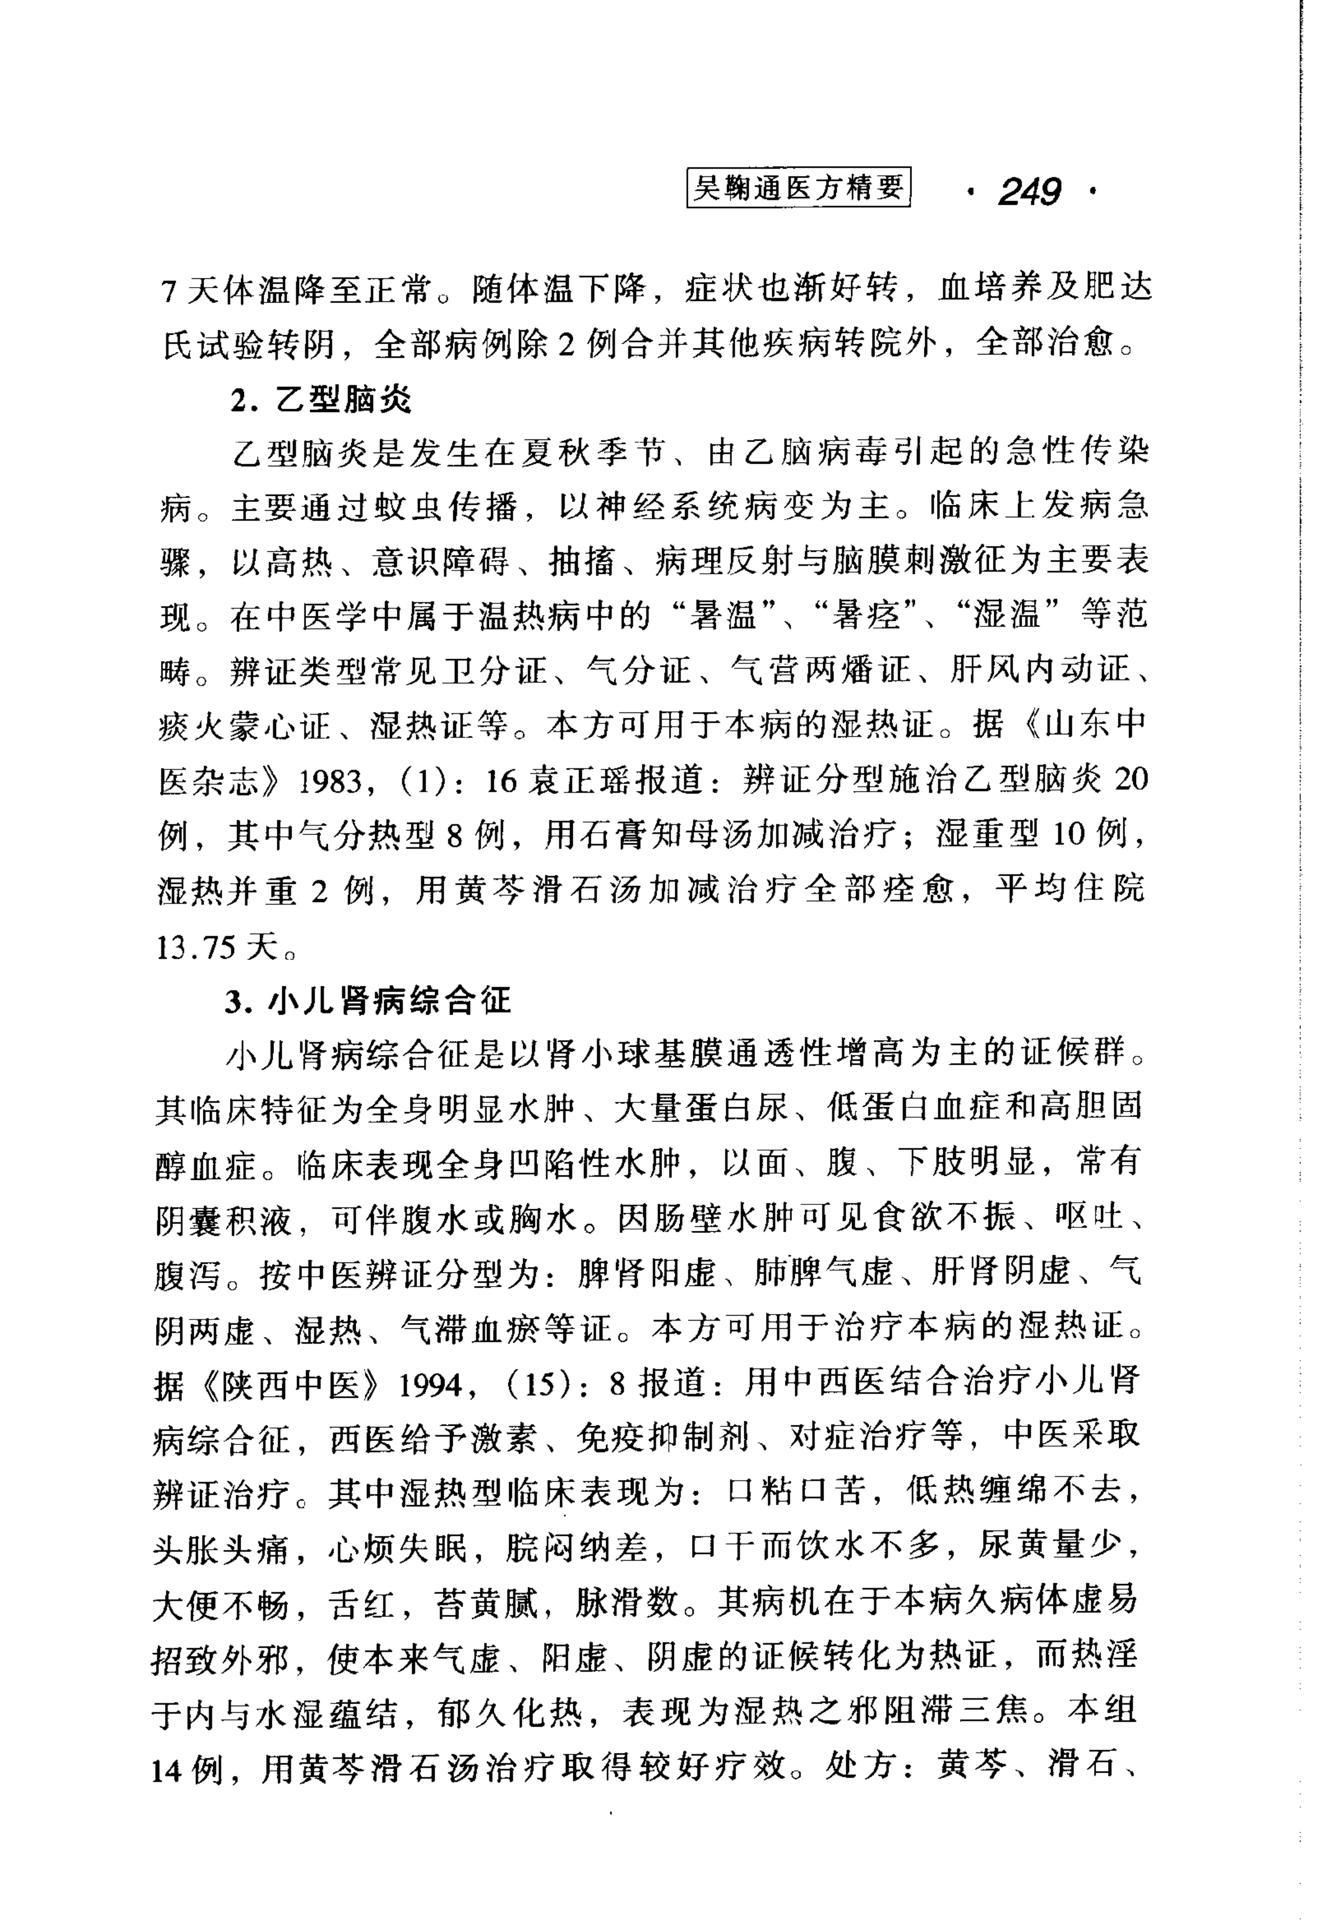 吴鞠通医方精要 · 249 ·
7 天体温降至正常。随体温下降，症状也渐好转，血培养及肥达
氏试验转阴，全部病例除 2 例合并其他疾病转院外，全部治愈。
2. 乙型脑炎
乙型脑炎是发生在夏秋季节、由乙脑病毒引起的急性传染
病。主要通过蚊虫传播，以神经系统病变为主。临床上发病急
骤，以高热、意识障碍、抽搐、病理反射与脑膜刺激征为主要表
现。在中医学中属于温热病中的“暑温”、“暑痉”、“湿温”等范
畴。辨证类型常见卫分证、气分证、气营两燔证、肝风内动证、
痰火蒙心证、湿热证等。本方可用于本病的湿热证。据《山东中
医杂志》1983，（1）：16 袁正瑶报道：辨证分型施治乙型脑炎 20
例，其中气分热型 8 例，用石膏知母汤加减治疗；湿重型 10 例，
湿热并重 2 例，用黄芩滑石汤加减治疗全部痊愈，平均住院
13.75 天。
3. 小儿肾病综合征
小儿肾病综合征是以肾小球基膜通透性增高为主的证候群。
其临床特征为全身明显水肿、大量蛋白尿、低蛋白血症和高胆固
醇血症。临床表现全身凹陷性水肿，以面、腹、下肢明显，常有
阴囊积液，可伴腹水或胸水。因肠壁水肿可见食欲不振、呕吐、
腹泻。按中医辨证分型为：脾肾阳虚、肺脾气虚、肝肾阴虚、气
阴两虚、湿热、气滞血瘀等证。本方可用于治疗本病的湿热证。
据《陕西中医》1994，（15）：8 报道：用中西医结合治疗小儿肾
病综合征，西医给予激素、免疫抑制剂、对症治疗等，中医采取
辨证治疗。其中湿热型临床表现为：口粘口苦，低热缠绵不去，
头胀头痛，心烦失眠，脘闷纳差，口干而饮水不多，尿黄量少，
大便不畅，舌红，苔黄腻，脉滑数。其病机在于本病久病体虚易
招致外邪，使本来气虚、阳虚、阴虚的证候转化为热证，而热淫
于内与水湿蕴结，郁久化热，表现为湿热之邪阻滞三焦。本组
14 例，用黄芩滑石汤治疗取得较好疗效。处方：黄芩、滑石、